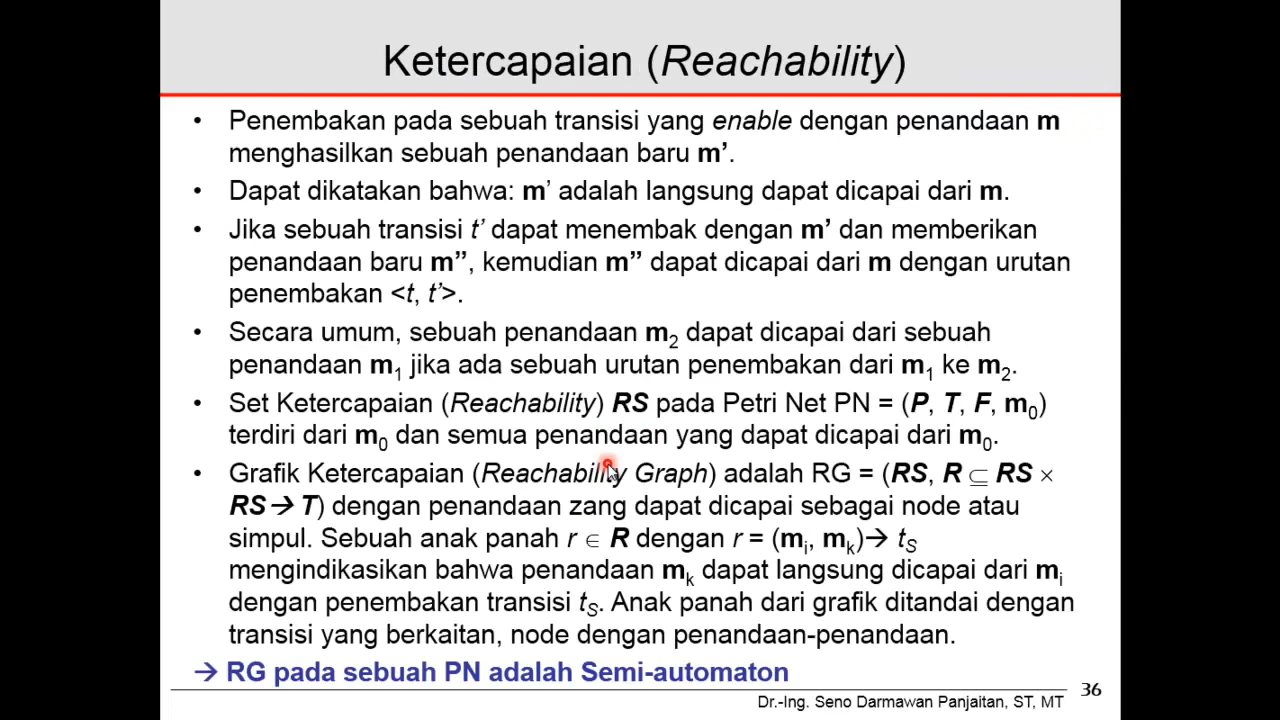 Ketercapaian (Reachability)
• Penembakan pada sebuah transisi yang enable dengan penandaan m
menghasilkan sebuah penandaan baru m’.
• Dapat dikatakan bahwa: m’ adalah langsung dapat dicapai dari m.
• Jika sebuah transisi t’ dapat menembak dengan m’ dan memberikan
penandaan baru m”, kemudian m” dapat dicapai dari m dengan urutan
penembakan <t, t’>.
• Secara umum, sebuah penandaan m₂ dapat dicapai dari sebuah
penandaan m₁ jika ada sebuah urutan penembakan dari m₁ ke m₂.
• Set Ketercapaian (Reachability) RS pada Petri Net PN = (P, T, F, m₀)
terdiri dari m₀ dan semua penandaan yang dapat dicapai dari m₀.
• Grafik Ketercapaian (Reachability Graph) adalah RG = (RS, R ⊆ RS ×
RS→ T) dengan penandaan zang dapat dicapai sebagai node atau
simpul. Sebuah anak panah r ∈ R dengan r = (mᵢ, mₖ)→ tₛ
mengindikasikan bahwa penandaan mₖ dapat langsung dicapai dari mᵢ
dengan penembakan transisi tₛ. Anak panah dari grafik ditandai dengan
transisi yang berkaitan, node dengan penandaan-penandaan.
→ RG pada sebuah PN adalah Semi-automaton
36
Dr.-Ing. Seno Darmawan Panjaitan, ST, MT